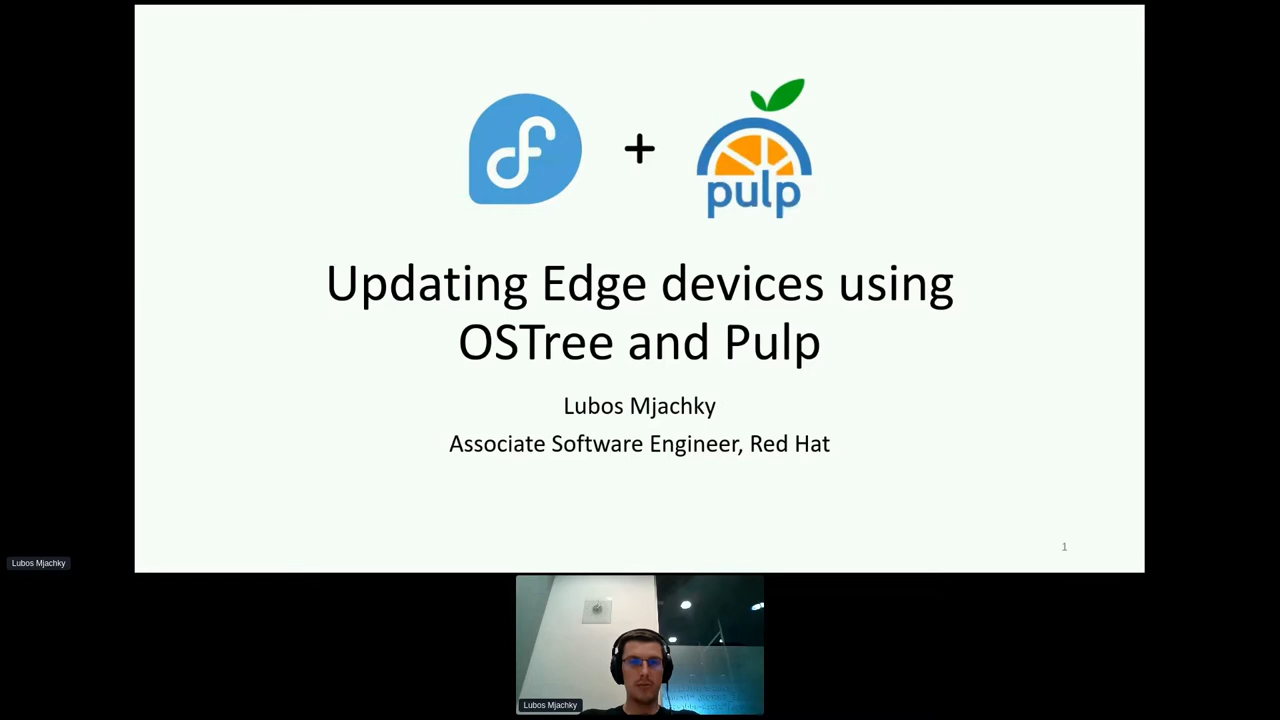 pulp
Updating Edge devices using
OSTree and Pulp
Lubos Mjachky
Associate Software Engineer, Red Hat
1
Lubos Mjachky
Lubos Mjachky